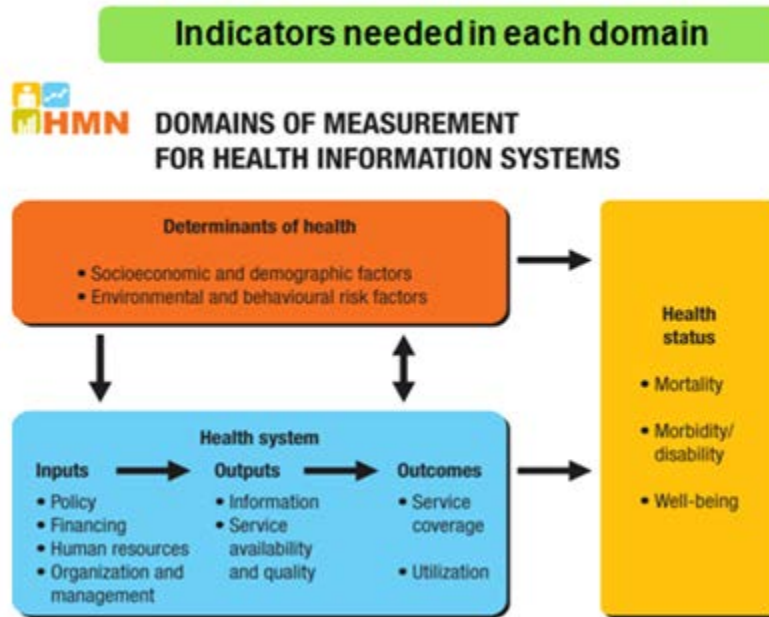 Indicators needed in each domain
HMN
DOMAINS OF MEASUREMENT
FOR HEALTH INFORMATION SYSTEMS
Determinants of health
• Socioeconomic and demographic factors
• Environmental and behavioural risk factors
Health system
Inputs
• Policy
• Financing
• Human resources
• Organization and
management
Outputs
• Information
• Service
availability
and quality
Outcomes
• Service
coverage
• Utilization
Health
status
• Mortality
• Morbidity/
disability
• Well-being